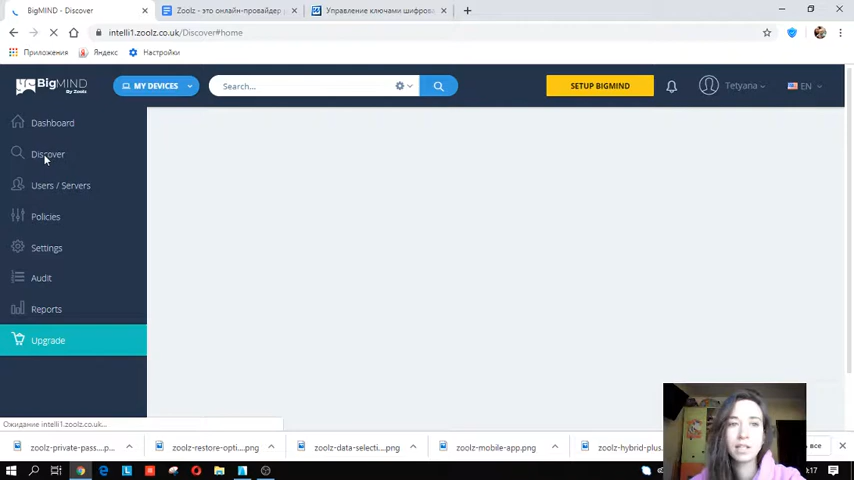 BigMIND - Discover
Zoolz - это онлайн-провайдер
Управление ключами шифрова
intelli1.zoolz.co.uk/Discover#home
Приложения
Яндекс
Настройки
BigMIND
By Zoolz
MY DEVICES
Search...
SETUP BIGMIND
Tetyana
EN
Dashboard
Discover
Users / Servers
Policies
Settings
Audit
Reports
Upgrade
Ожидание intelli1.zoolz.co.uk...
zoolz-private-pass....p...
zoolz-restore-opti....png
zoolz-data-selecti....png
zoolz-mobile-app.png
zoolz-hybrid-plus.
все